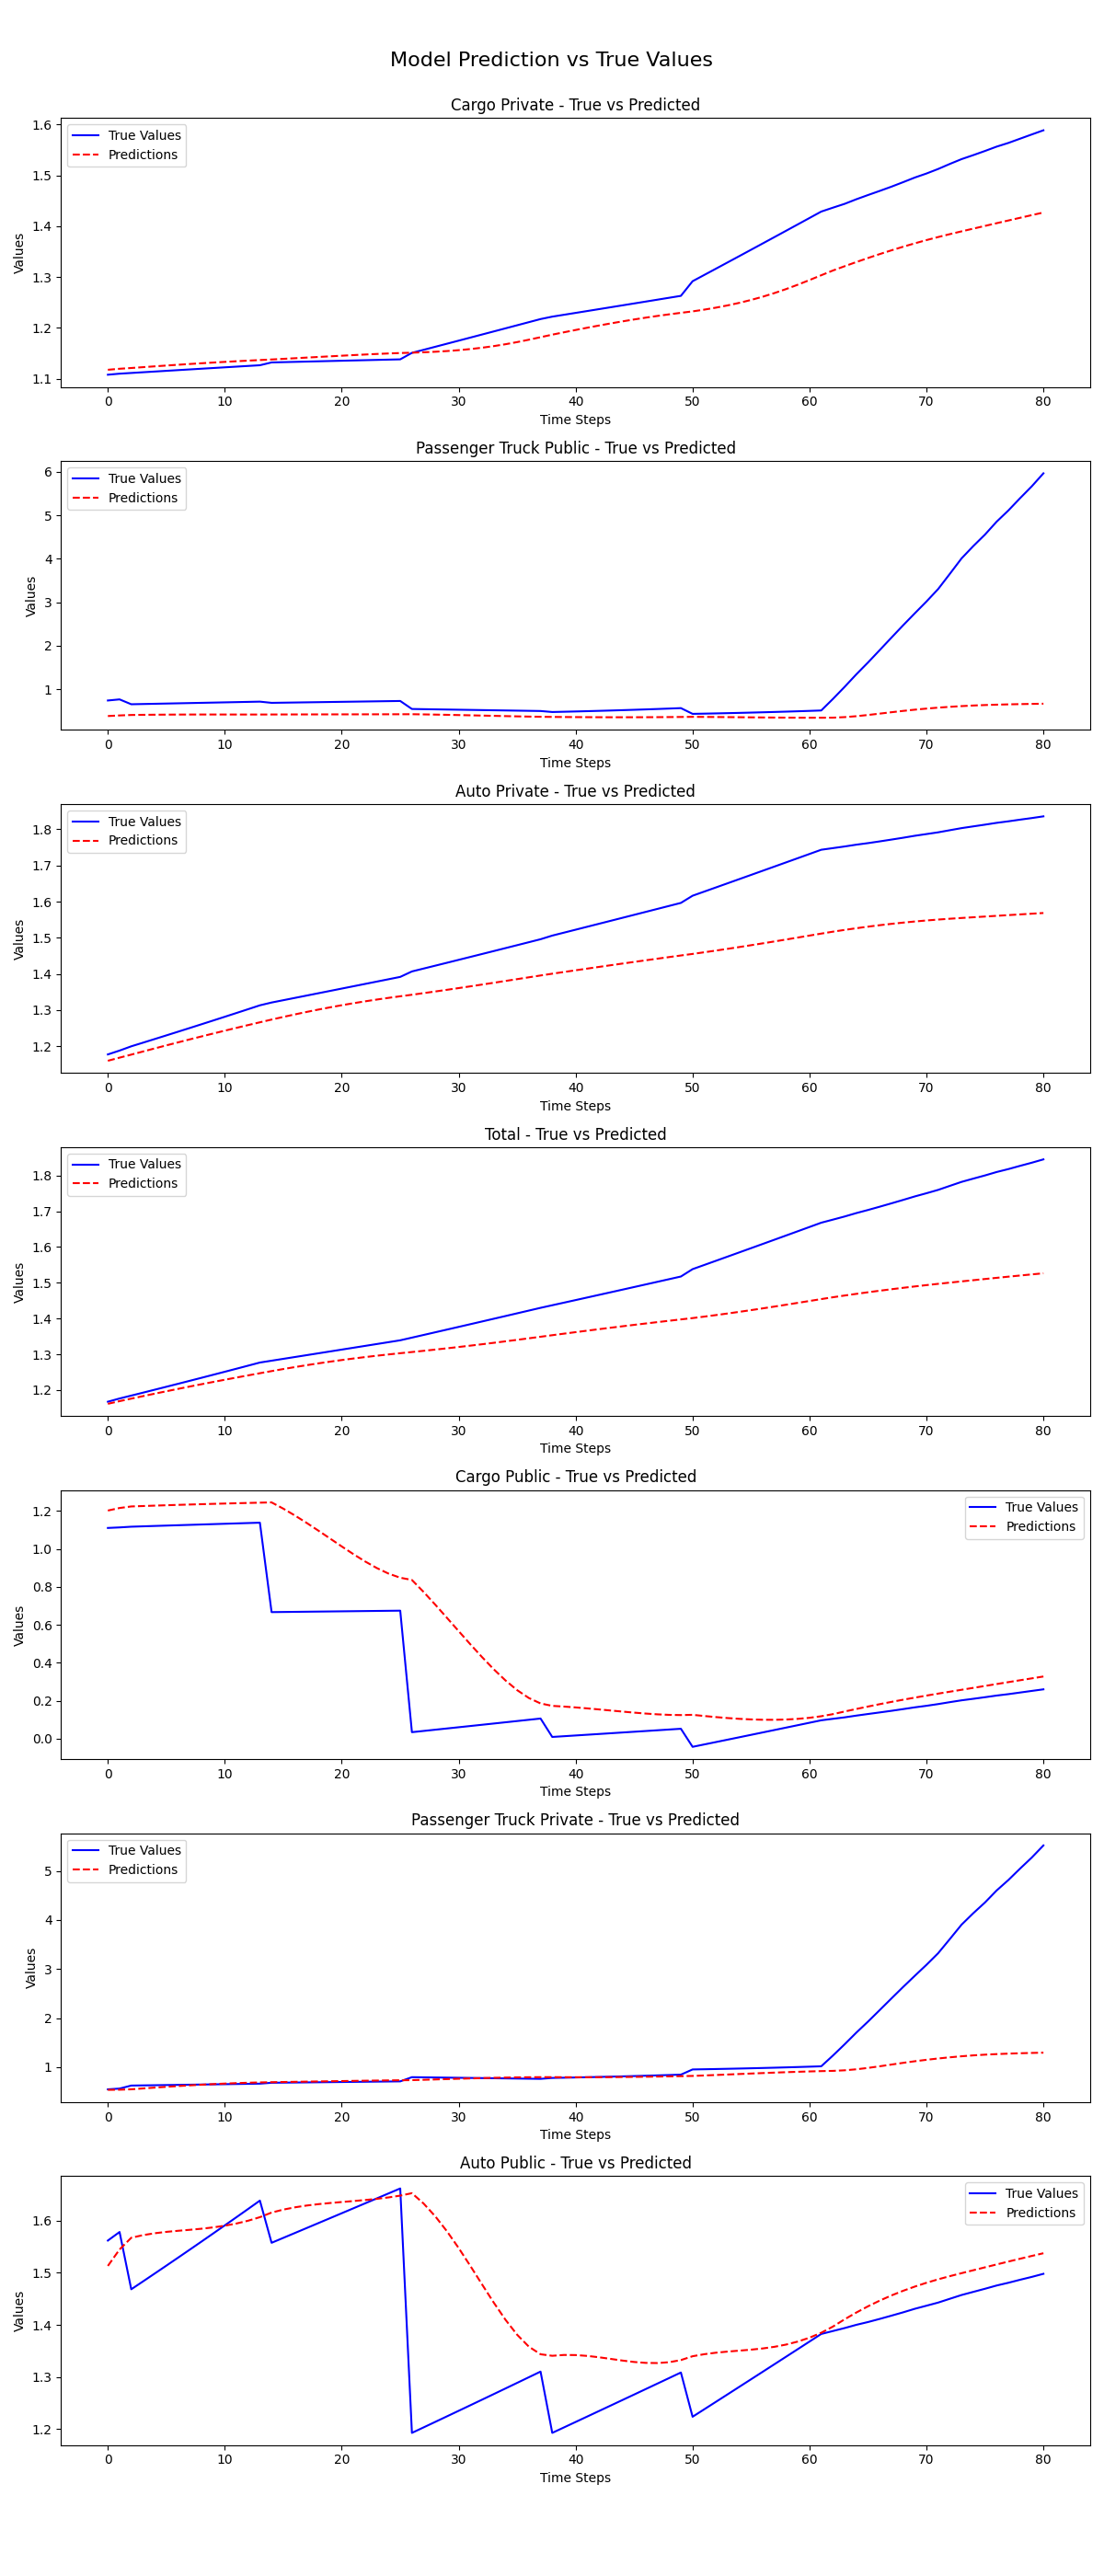 Model Prediction vs True Values
Cargo Private - True vs Predicted
True Values
Predictions
1.6
1.5
1.4
1.3
1.2
1.1
Values
0 10 20 30 40 50 60 70 80
Time Steps
Passenger Truck Public - True vs Predicted
True Values
Predictions
6
5
4
3
2
1
Values
0 10 20 30 40 50 60 70 80
Time Steps
Auto Private - True vs Predicted
True Values
Predictions
1.8
1.7
1.6
1.5
1.4
1.3
1.2
Values
0 10 20 30 40 50 60 70 80
Time Steps
Total - True vs Predicted
True Values
Predictions
1.8
1.7
1.6
1.5
1.4
1.3
1.2
Values
0 10 20 30 40 50 60 70 80
Time Steps
Cargo Public - True vs Predicted
True Values
Predictions
1.2
1.0
0.8
0.6
0.4
0.2
0.0
Values
0 10 20 30 40 50 60 70 80
Time Steps
Passenger Truck Private - True vs Predicted
True Values
Predictions
5
4
3
2
1
Values
0 10 20 30 40 50 60 70 80
Time Steps
Auto Public - True vs Predicted
True Values
Predictions
1.6
1.5
1.4
1.3
1.2
Values
0 10 20 30 40 50 60 70 80
Time Steps